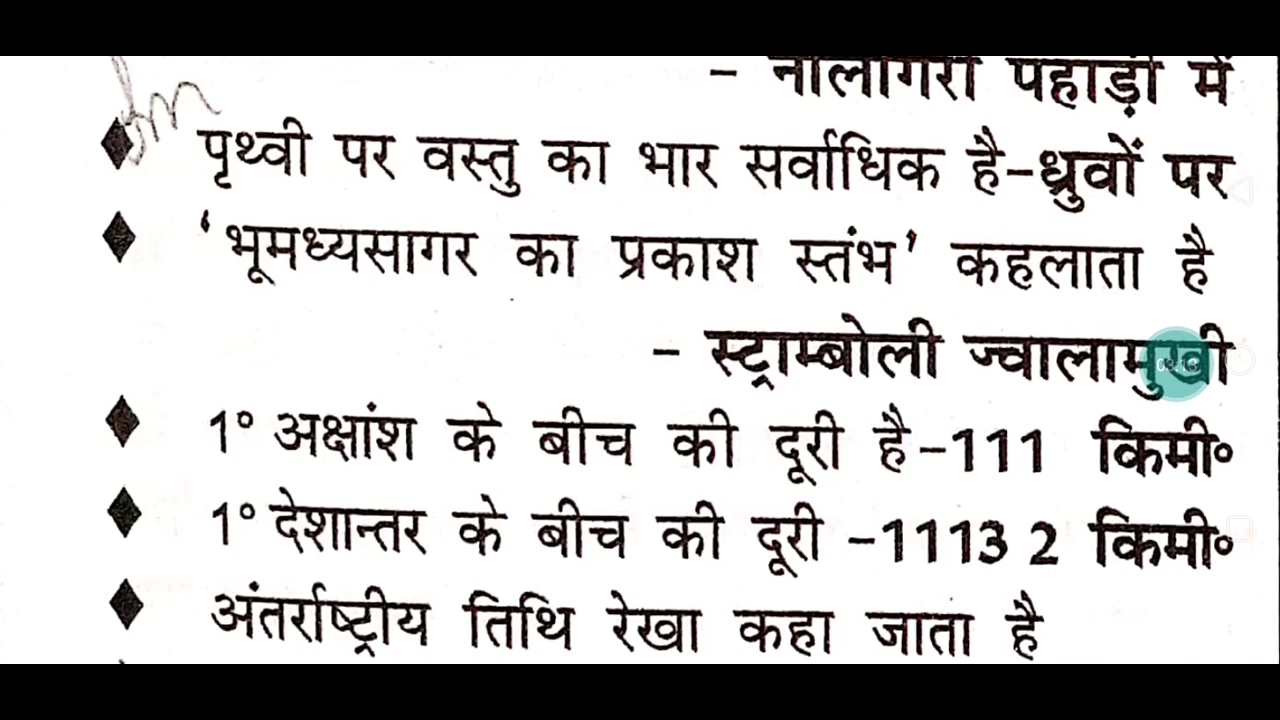 - नीलगिरी पहाड़ी में
♦ पृथ्वी पर वस्तु का भार सर्वाधिक है-ध्रुवों पर
♦ 'भूमध्यसागर का प्रकाश स्तंभ' कहलाता है
- स्ट्राम्बोली ज्वालामुखी
♦ 1° अक्षांश के बीच की दूरी है-111 किमी॰
♦ 1° देशान्तर के बीच की दूरी -1113 2 किमी॰
♦ अंतर्राष्ट्रीय तिथि रेखा कहा जाता है